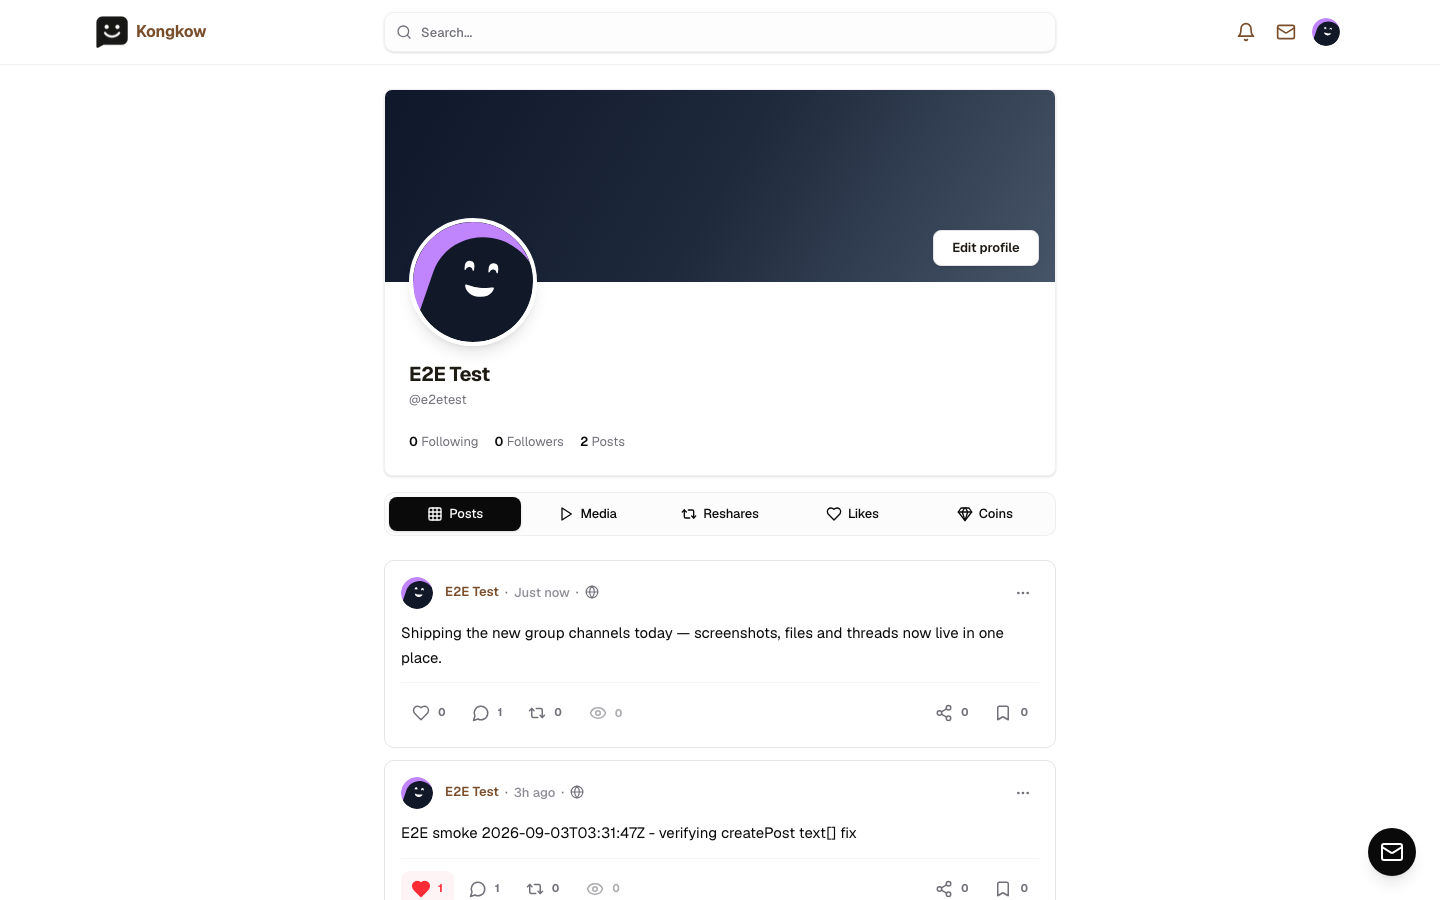 Kongkow
Search...
Edit profile
E2E Test
@e2etest
0 Following 0 Followers 2 Posts
Posts Media Reshares Likes Coins
E2E Test · Just now ·
Shipping the new group channels today — screenshots, files and threads now live in one
place.
0 1 0 0 0 0
E2E Test · 3h ago ·
E2E smoke 2026-09-03T03:31:47Z - verifying createPost text[] fix
1 1 0 0 0 0